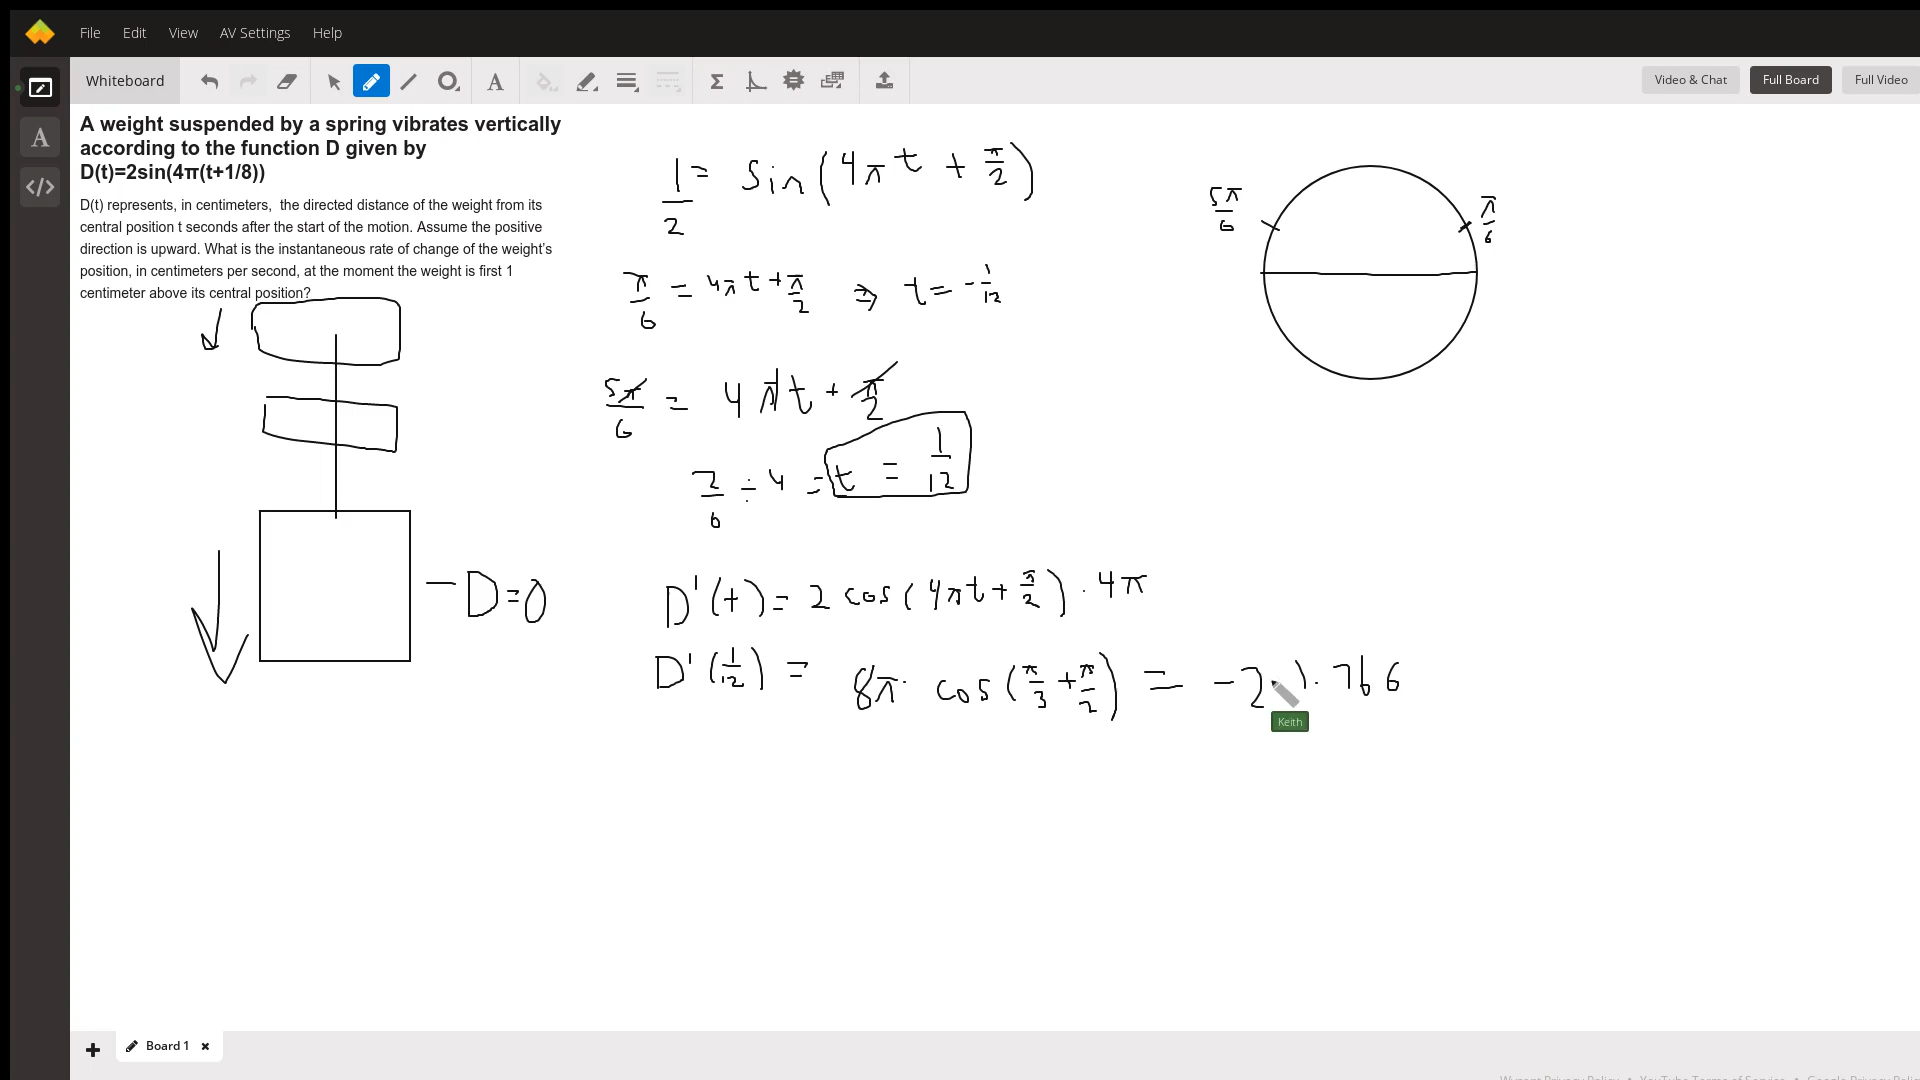 File Edit View AV Settings Help
Whiteboard A Σ Video & Chat Full Board Full Video
A
</>
A weight suspended by a spring vibrates vertically
according to the function D given by
D(t)=2sin(4π(t+1/8))
D(t) represents, in centimeters, the directed distance of the weight from its
central position t seconds after the start of the motion. Assume the positive
direction is upward. What is the instantaneous rate of change of the weight's
position, in centimeters per second, at the moment the weight is first 1
centimeter above its central position?
D=0
1/2 = sin(4πt + π/2)
π/6 = 4πt + π/2 ⇒ t = -1/12
5π/6 = 4πt + π/2
2/6 ÷ 4 = t = 1/12
D'(t) = 2 cos(4πt + π/2) · 4π
D'(1/12) = 8π · cos(π/3 + π/2) = -21.766
5π/6
π/6
Keith
+ Board 1 ×